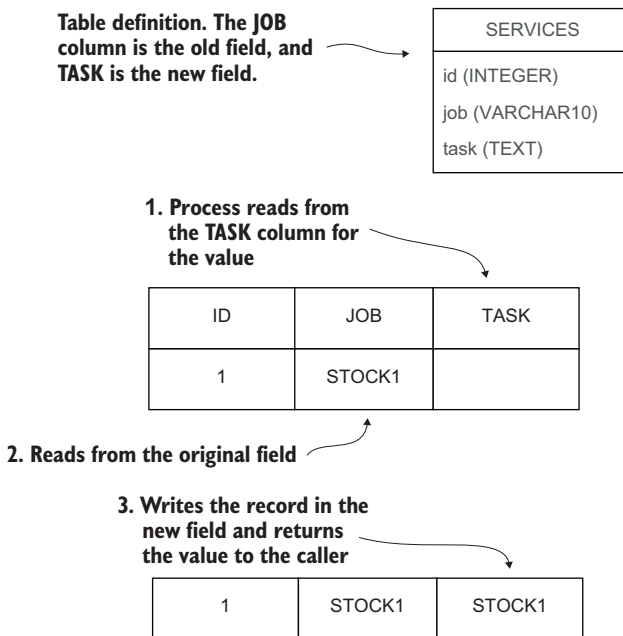 Table definition. The JOB
column is the old field, and
TASK is the new field.
SERVICES
id (INTEGER)
job (VARCHAR10)
task (TEXT)
1. Process reads from
the TASK column for
the value
ID JOB TASK
1 STOCK1
2. Reads from the original field
3. Writes the record in the
new field and returns
the value to the caller
1 STOCK1 STOCK1